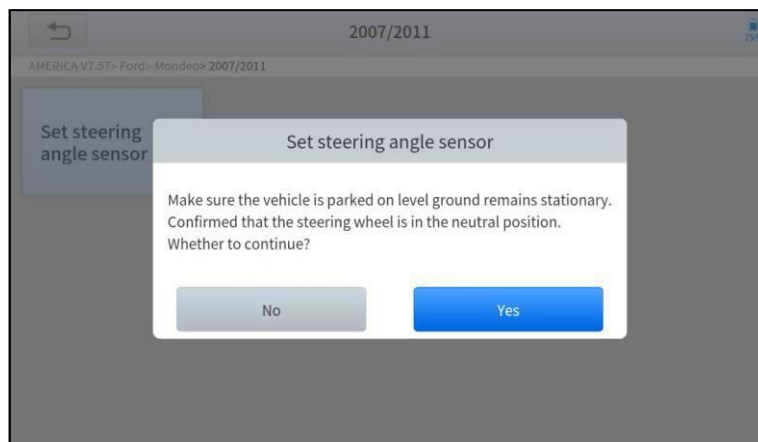 2007/2011
75%
AMERICA V7.57> Ford> Mondeo> 2007/2011
Set steering
angle sensor
Set steering angle sensor
Make sure the vehicle is parked on level ground remains stationary.
Confirmed that the steering wheel is in the neutral position.
Whether to continue?
No
Yes